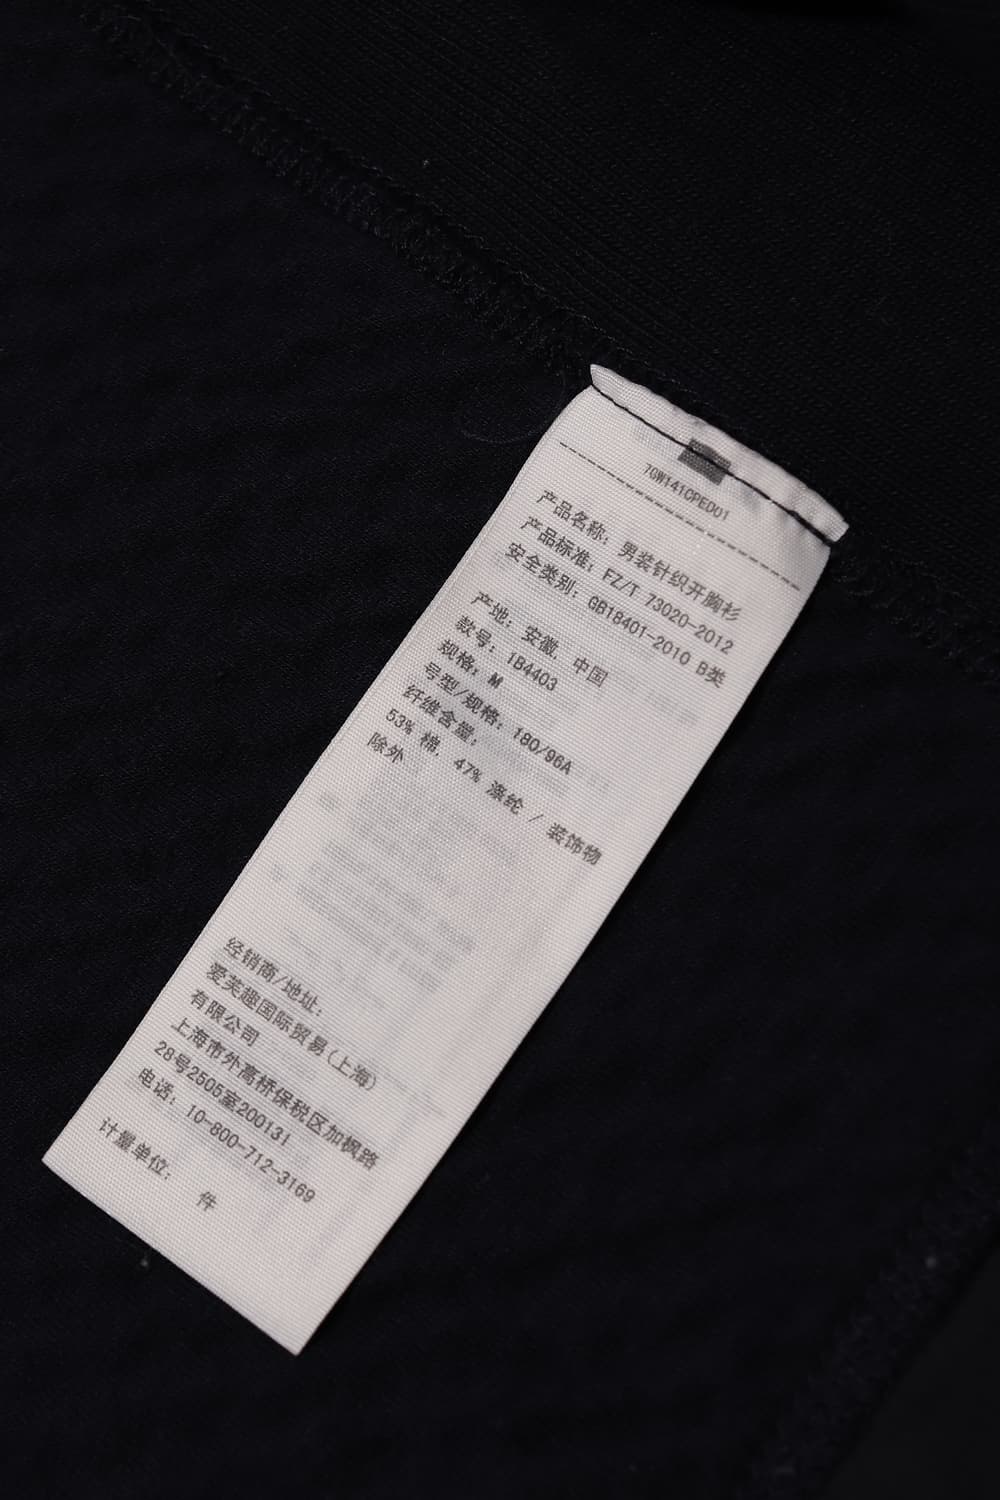 7GW141CPED01
产品名称: 男装针织开胸衫
产品标准: FZ/T 73020-2012
安全类别: GB18401-2010 B类
产地: 安徽, 中国
款号: 1B4403
规格: M
号型/规格: 180/96A
纤维含量:
53% 棉, 47% 涤纶 / 装饰物
除外
经销商/地址:
爱芙趣国际贸易(上海)
有限公司
上海市外高桥保税区加枫路
28号2505室200131
电话: 10-800-712-3169
计量单位: 件